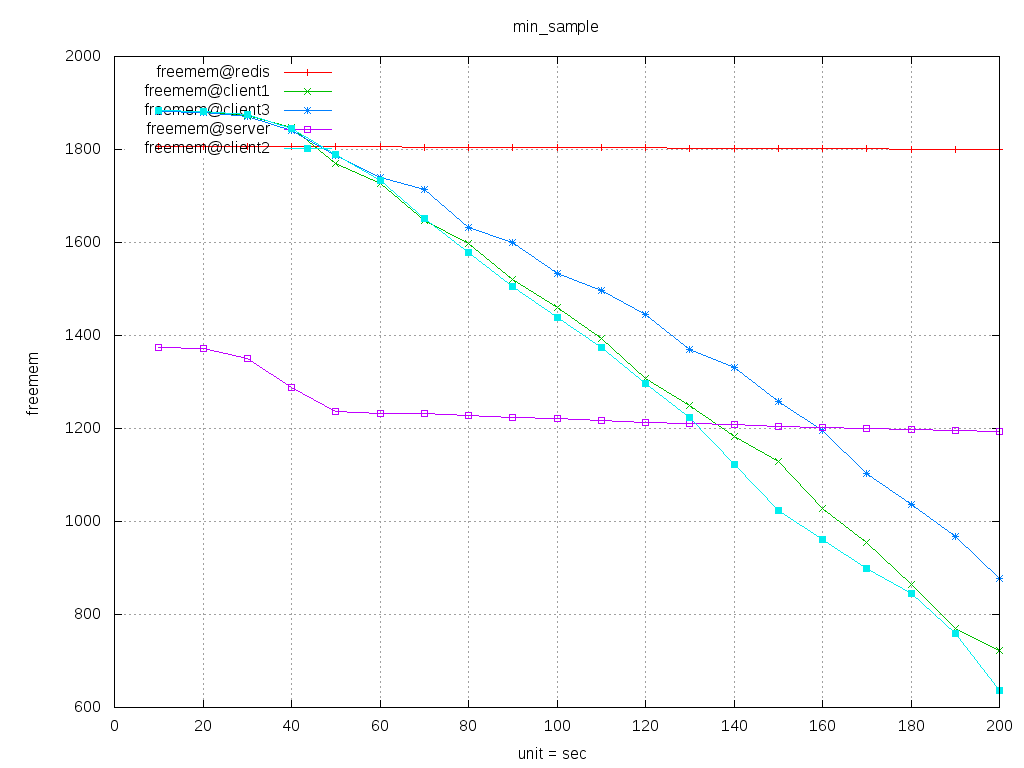 min_sample
2000
1800
1600
1400
1200
1000
800
600
freemem
freemem@redis
freemem@client1
freemem@client3
freemem@server
freemem@client2
0 20 40 60 80 100 120 140 160 180 200
unit = sec